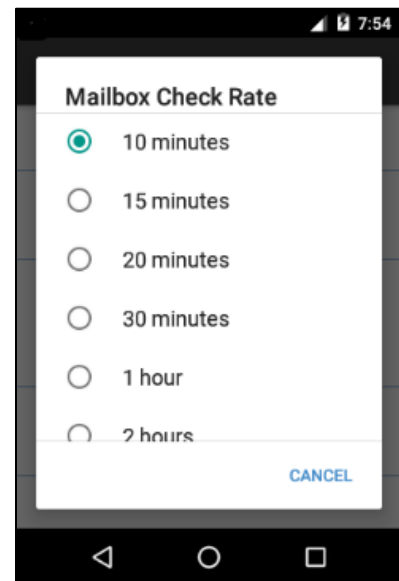 7:54
Mailbox Check Rate
10 minutes
15 minutes
20 minutes
30 minutes
1 hour
2 hours
CANCEL